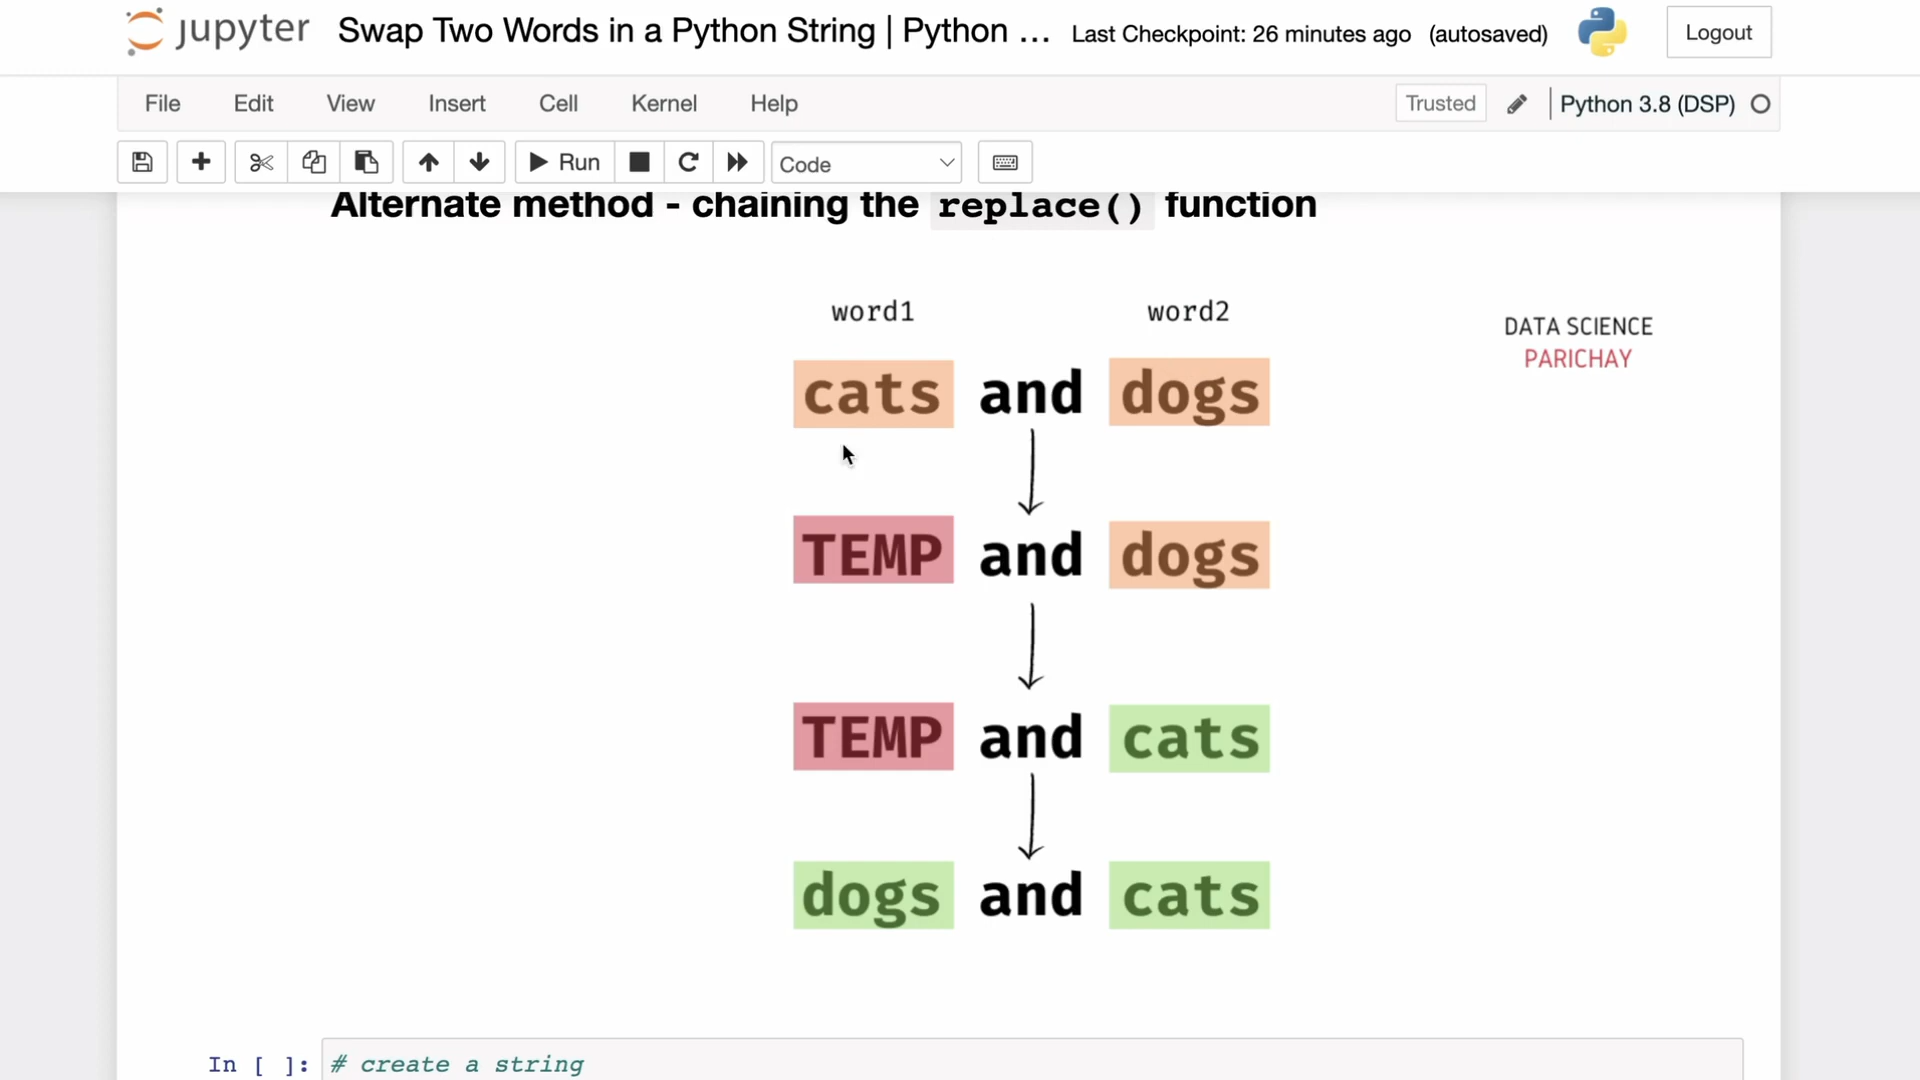 jupyter Swap Two Words in a Python String | Python ... Last Checkpoint: 26 minutes ago (autosaved) Logout
File Edit View Insert Cell Kernel Help Trusted Python 3.8 (DSP)
Run Code
Alternate method - chaining the replace() function
word1 word2
DATA SCIENCE
PARICHAY
cats and dogs
TEMP and dogs
TEMP and cats
dogs and cats
In [ ]: # create a string